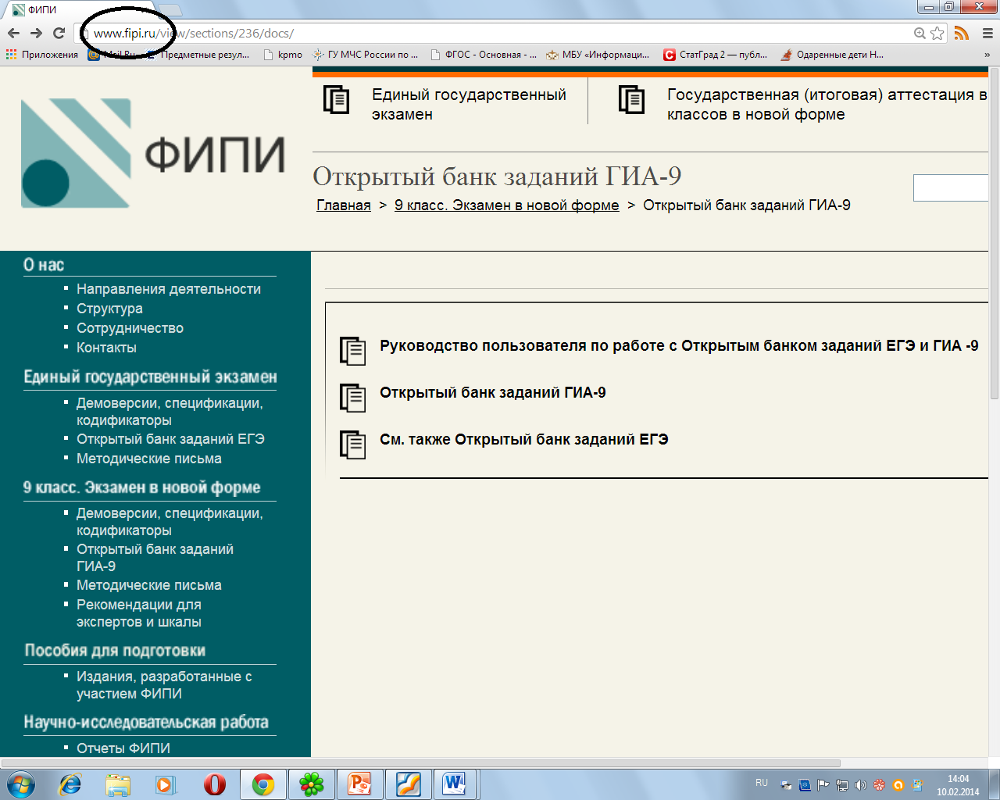 ФИПИ
www.fipi.ru/view/sections/236/docs/
Приложения
Mail.Ru
Предметные резул...
kpmo
ГУ МЧС России по ...
ФГОС - Основная - ...
МБУ «Информаци...
СтатГрад 2 — публ...
Одаренные дети Н...
»
ФИПИ
Единый государственный
экзамен
Государственная (итоговая) аттестация в
классов в новой форме
Открытый банк заданий ГИА-9
Главная > 9 класс. Экзамен в новой форме > Открытый банк заданий ГИА-9
О нас
Направления деятельности
Структура
Сотрудничество
Контакты
Единый государственный экзамен
Демоверсии, спецификации,
кодификаторы
Открытый банк заданий ЕГЭ
Методические письма
9 класс. Экзамен в новой форме
Демоверсии, спецификации,
кодификаторы
Открытый банк заданий
ГИА-9
Методические письма
Рекомендации для
экспертов и шкалы
Пособия для подготовки
Издания, разработанные с
участием ФИПИ
Научно-исследовательская работа
Отчеты ФИПИ
Руководство пользователя по работе с Открытым банком заданий ЕГЭ и ГИА -9
Открытый банк заданий ГИА-9
См. также Открытый банк заданий ЕГЭ
RU
14:04
10.02.2014